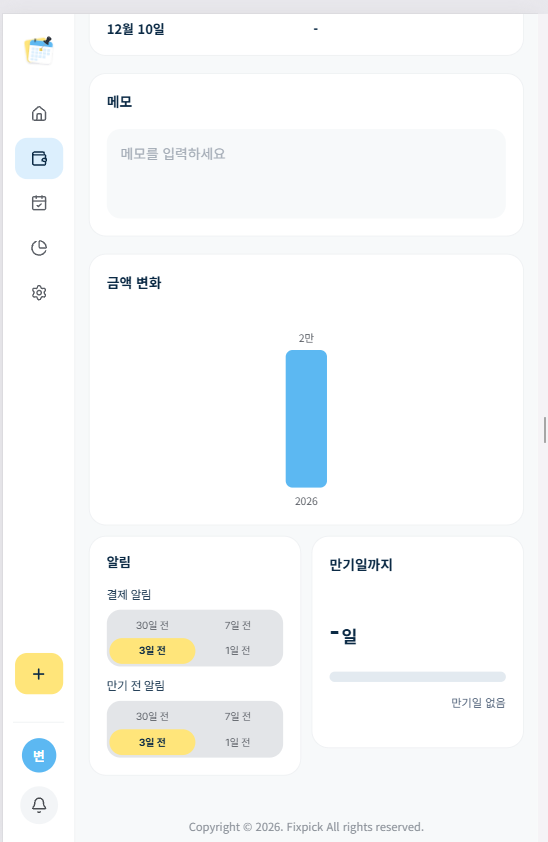 12월 10일 -
메모
메모를 입력하세요
금액 변화
2만
2026
알림
결제 알림
30일 전 7일 전
3일 전 1일 전
만기 전 알림
30일 전 7일 전
3일 전 1일 전
만기일까지
-일
만기일 없음
변
Copyright © 2026. Fixpick All rights reserved.